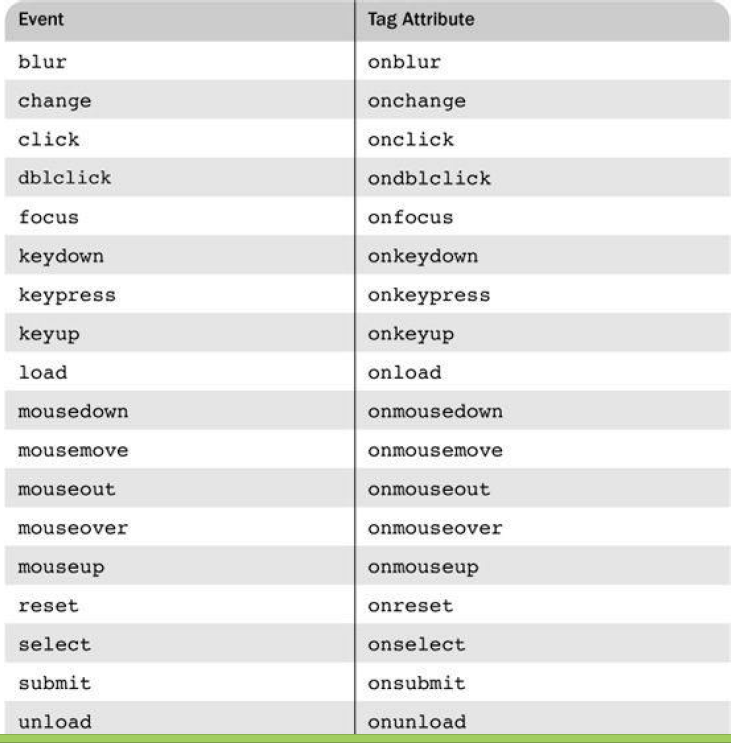 Event Tag Attribute
blur onblur
change onchange
click onclick
dblclick ondblclick
focus onfocus
keydown onkeydown
keypress onkeypress
keyup onkeyup
load onload
mousedown onmousedown
mousemove onmousemove
mouseout onmouseout
mouseover onmouseover
mouseup onmouseup
reset onreset
select onselect
submit onsubmit
unload onunload